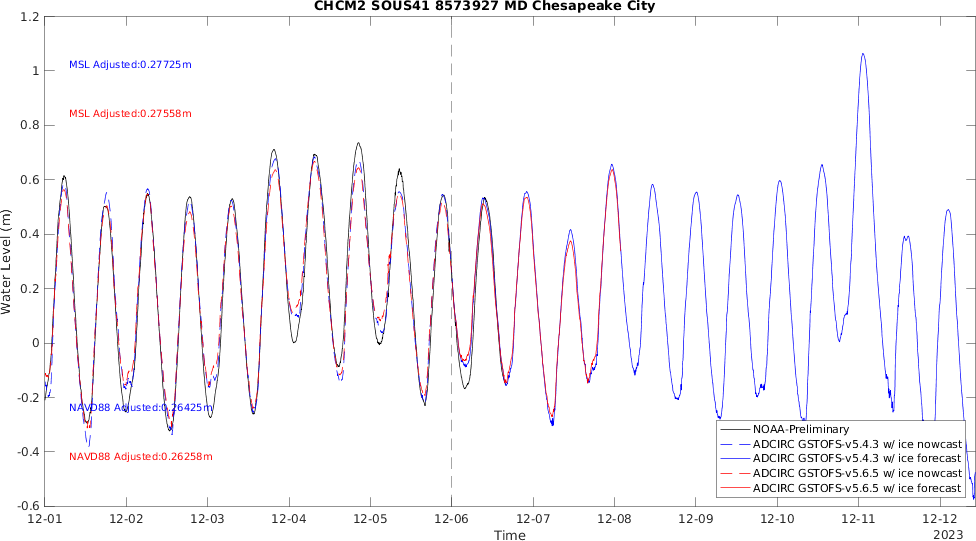 CHCM2 SOUS41 8573927 MD Chesapeake City
1.2
1
0.8
0.6
0.4
0.2
0
-0.2
-0.4
-0.6
Water Level (m)
MSL Adjusted:0.27725m
MSL Adjusted:0.27558m
NAVD88 Adjusted:0.26425m
NAVD88 Adjusted:0.26258m
NOAA-Preliminary
ADCIRC GSTOFS-v5.4.3 w/ ice nowcast
ADCIRC GSTOFS-v5.4.3 w/ ice forecast
ADCIRC GSTOFS-v5.6.5 w/ ice nowcast
ADCIRC GSTOFS-v5.6.5 w/ ice forecast
12-01 12-02 12-03 12-04 12-05 12-06 12-07 12-08 12-09 12-10 12-11 12-12
Time
2023